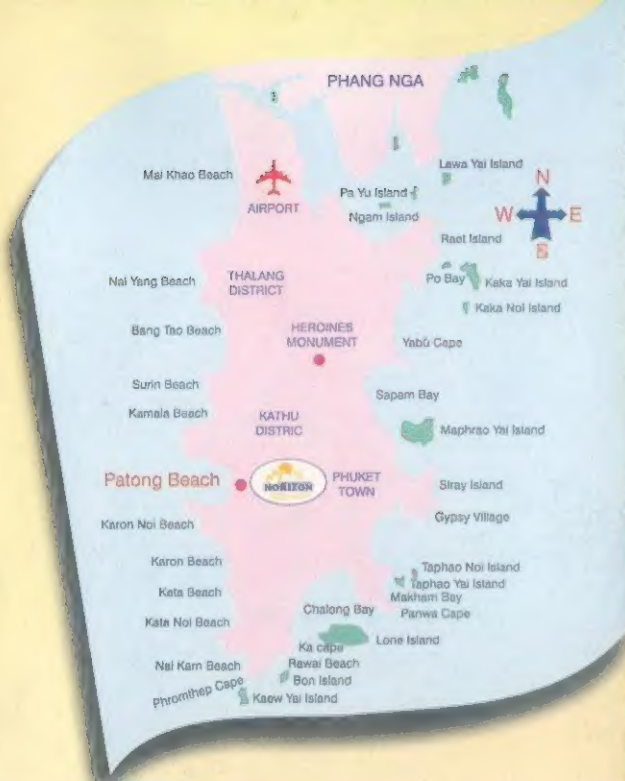 PHANG NGA
Mai Khao Beach
AIRPORT
Lawa Yai Island
Pa Yu Island
Ngam Island
N
W
E
S
Raet Island
Nai Yang Beach
THALANG
DISTRICT
Po Bay
Kaka Yai Island
Kaka Noi Island
Bang Tao Beach
HEROINES
MONUMENT
Yabû Cape
Surin Beach
Sapam Bay
Kamala Beach
KATHU
DISTRIC
Maphrao Yai Island
Patong Beach
HORIZON
PHUKET
TOWN
Siray Island
Gypsy Village
Karon Noi Beach
Karon Beach
Taphao Noi Island
Taphao Yai Island
Kata Beach
Makham Bay
Chalong Bay
Panwa Cape
Kata Noi Beach
Lone Island
Ka cape
Nai Karn Beach
Rawai Beach
Phromthep Cape
Bon Island
Kaew Yai Island